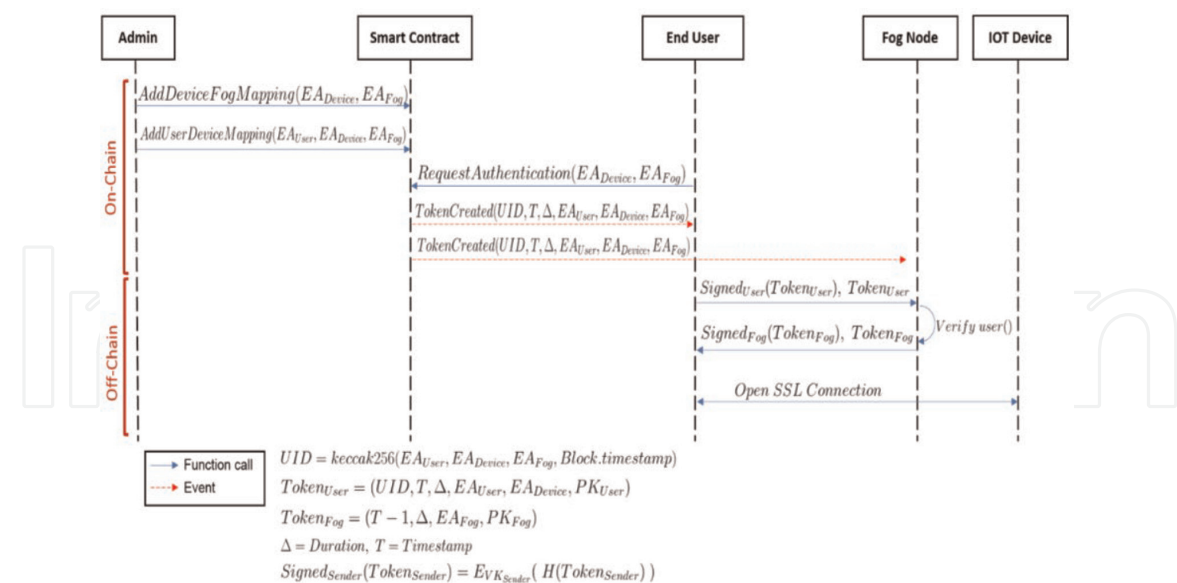 Admin
Smart Contract
End User
Fog Node
IOT Device
On-Chain
AddDeviceFogMapping(EA_Device, EA_Fog)
AddUserDeviceMapping(EA_User, EA_Device, EA_Fog)
RequestAuthentication(EA_Device, EA_Fog)
TokenCreated(UID, T, Δ, EA_User, EA_Device, EA_Fog)
TokenCreated(UID, T, Δ, EA_User, EA_Device, EA_Fog)
Off-Chain
Signed_User(Token_User), Token_User
Verify user()
Signed_Fog(Token_Fog), Token_Fog
Open SSL Connection
Function call
Event
UID = keccak256(EA_User, EA_Device, EA_Fog, Block.timestamp)
Token_User = (UID, T, Δ, EA_User, EA_Device, PK_User)
Token_Fog = (T − 1, Δ, EA_Fog, PK_Fog)
Δ = Duration, T = Timestamp
Signed_Sender(Token_Sender) = E_VK_Sender( H(Token_Sender) )